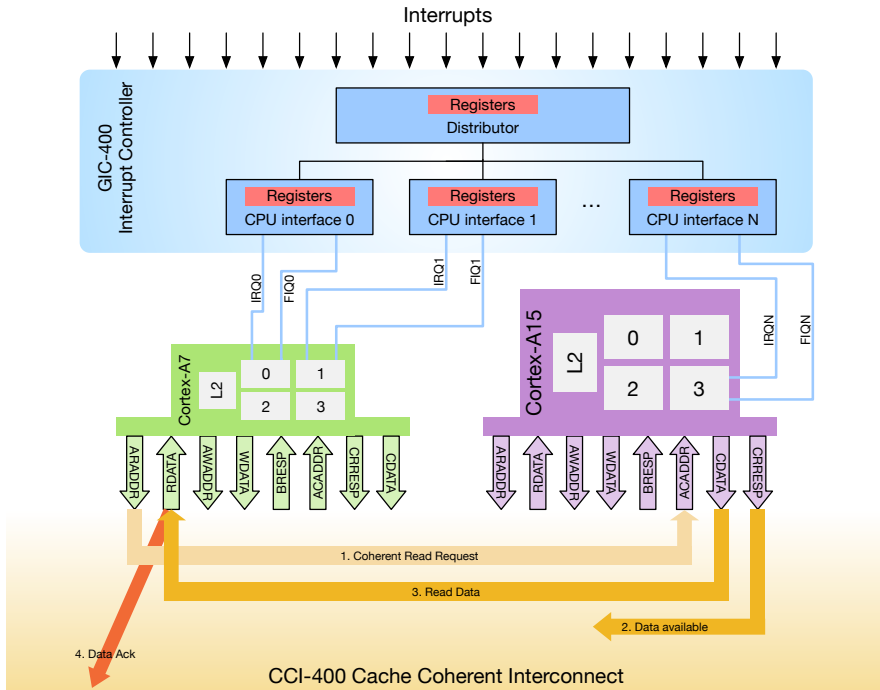 Interrupts
GIC-400
Interrupt Controller
Registers
Distributor
Registers
CPU interface 0
Registers
CPU interface 1
...
Registers
CPU interface N
IRQ0
FIQ0
IRQ1
FIQ1
IRQN
FIQN
Cortex-A7
L2
0
1
2
3
Cortex-A15
L2
0
1
2
3
ARADDR
RDATA
AWADDR
WDATA
BRESP
ACADDR
CRRESP
CDATA
ARADDR
RDATA
AWADDR
WDATA
BRESP
ACADDR
CDATA
CRRESP
1. Coherent Read Request
3. Read Data
2. Data available
4. Data Ack
CCI-400 Cache Coherent Interconnect